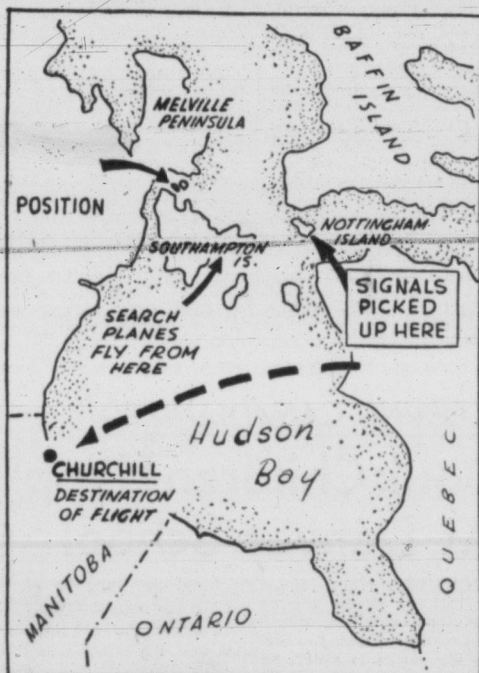 BAFFIN
ISLAND
MELVILLE
PENINSULA
POSITION
NOTTINGHAM
ISLAND
SOUTHAMPTON
IS.
SIGNALS
PICKED
UP HERE
SEARCH
PLANES
FLY FROM
HERE
Hudson
Bay
CHURCHILL
DESTINATION
OF FLIGHT
QUEBEC
MANITOBA
ONTARIO